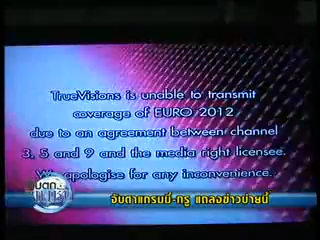 TrueVisions is unable to transmit
coverage of EURO 2012
due to an agreement between channel
3, 5 and 9 and the media right licensee.
We apologise for any inconvenience.
จับตาแกรมมี่-ทรู แถลงข่าวบ่ายนี้